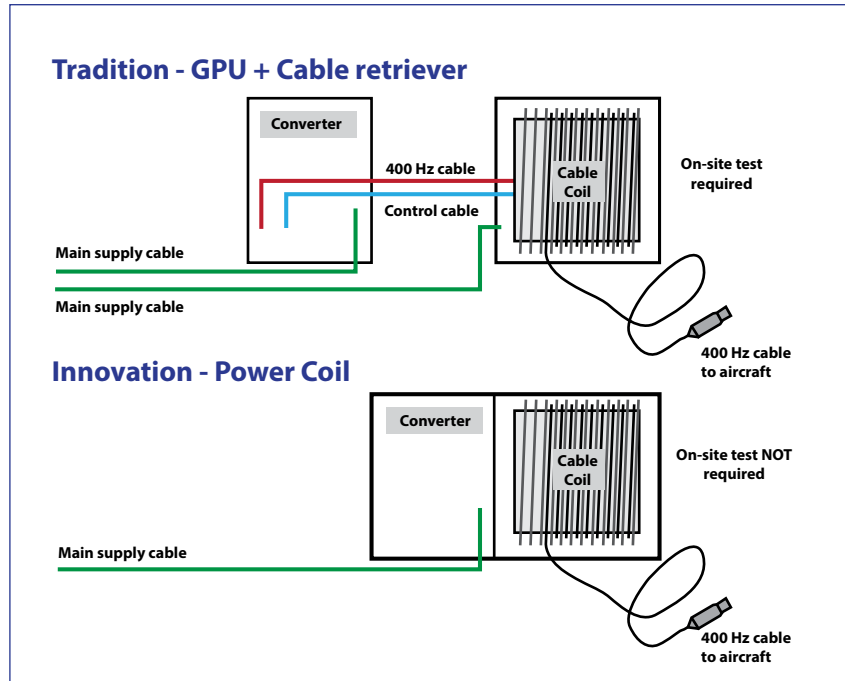 Tradition - GPU + Cable retriever
Converter
400 Hz cable
Control cable
Cable
Coil
On-site test
required
Main supply cable
Main supply cable
400 Hz cable
to aircraft
Innovation - Power Coil
Converter
Cable
Coil
On-site test NOT
required
Main supply cable
400 Hz cable
to aircraft